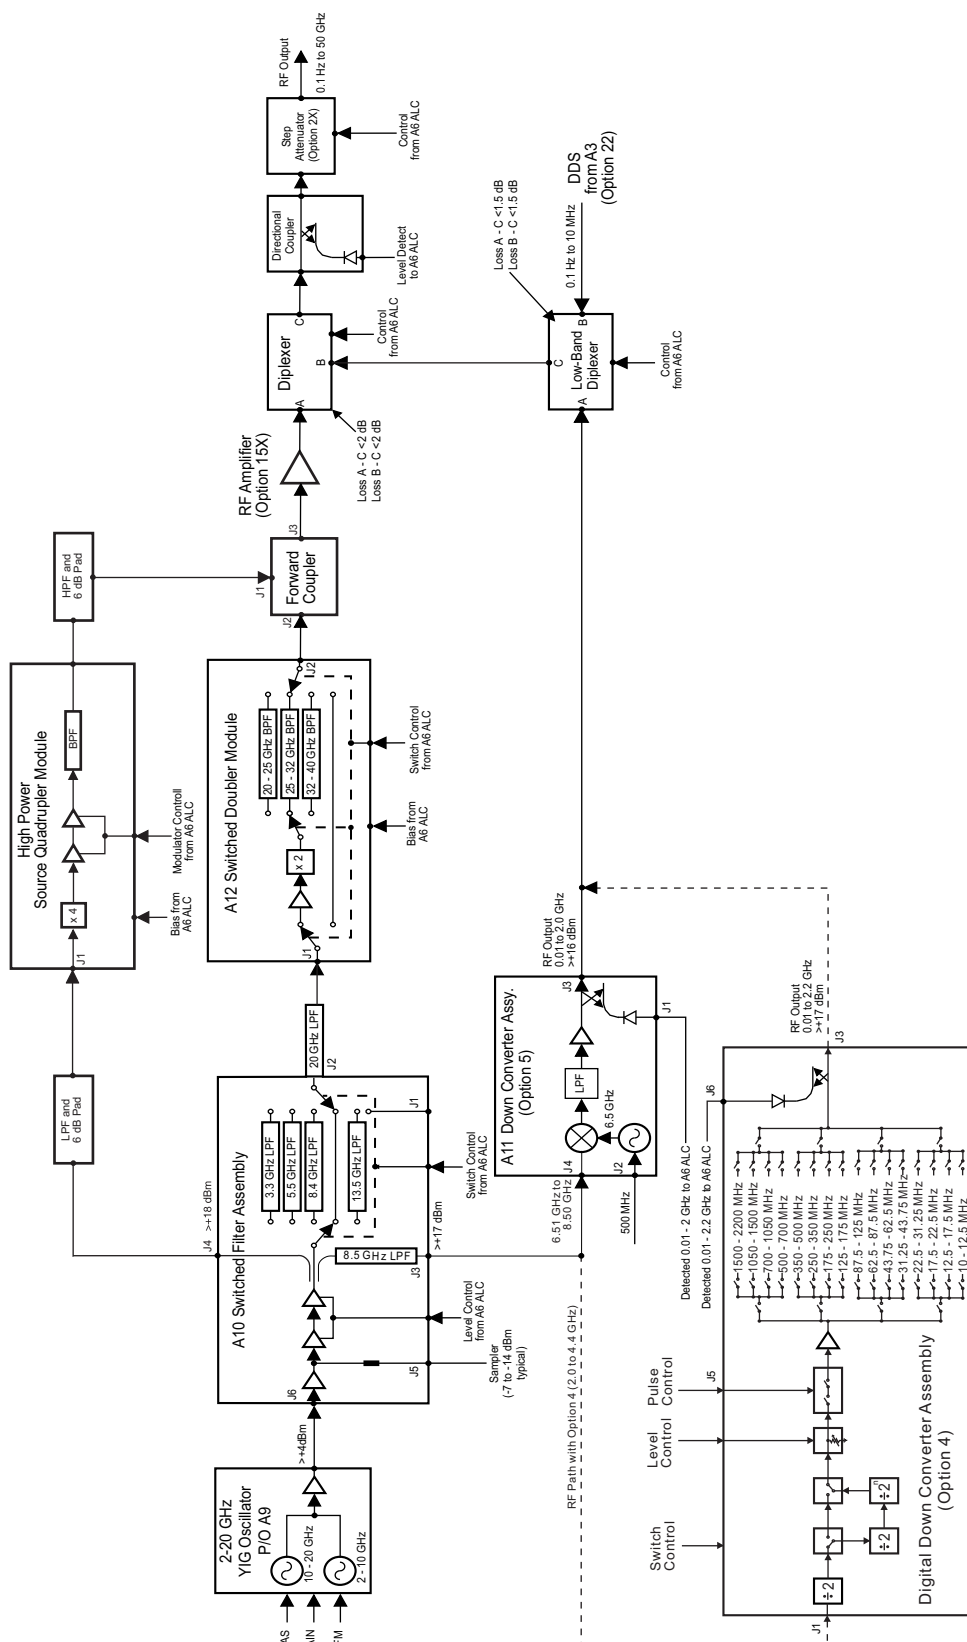 RF Output
0.1 Hz to 50 GHz
Step
Attenuator
(Option 2X)
Control
from A6 ALC
Directional
Coupler
Level Detect
to A6 ALC
Diplexer
A
B
C
Control
from A6 ALC
Loss A - C <2 dB
Loss B - C <2 dB
RF Amplifier
(Option 15X)
J3
Forward
Coupler
J1
J2
HPF and
6 dB Pad
High Power
Source Quadrupler Module
BPF
x 4
J1
Modulator Controll
from A6 ALC
Bias from
A6 ALC
LPF and
6 dB Pad
A12 Switched Doubler Module
J2
20 - 25 GHz BPF
25 - 32 GHz BPF
32 - 40 GHz BPF
x 2
J1
Switch Control
from A6 ALC
Bias from
A6 ALC
20 GHz LPF
J2
A10 Switched Filter Assembly
J4
>+18 dBm
3.3 GHz LPF
5.5 GHz LPF
8.4 GHz LPF
13.5 GHz LPF
J1
Switch Control
from A6 ALC
8.5 GHz LPF
J3
>+17 dBm
Level Control
from A6 ALC
J5
Sampler
(-7 to -14 dBm
typical)
J6
>+4dBm
2-20 GHz
YIG Oscillator
P/O A9
10 - 20 GHz
2 - 10 GHz
AS
AIN
FM
Loss A - C <1.5 dB
Loss B - C <1.5 dB
DDS
from A3
(Option 22)
0.1 Hz to 10 MHz
Low-Band
Diplexer
A
B
C
Control
from A6 ALC
RF Output
0.01 to 2.0 GHz
>+16 dBm
A11 Down Converter Assy.
(Option 5)
J3
LPF
6.5 GHz
J4
J2
J1
6.51 GHz to
8.50 GHz
500 MHz
Detected 0.01 - 2 GHz to A6 ALC
Detected 0.01 - 2.2 GHz to A6 ALC
RF Path with Option 4 (2.0 to 4.4 GHz)
RF Output
0.01 to 2.2 GHz
>+17 dBm
J3
J6
1500 - 2200 MHz
1050 - 1500 MHz
700 - 1050 MHz
500 - 700 MHz
350 - 500 MHz
250 - 350 MHz
175 - 250 MHz
125 - 175 MHz
87.5 - 125 MHz
62.5 - 87.5 MHz
43.75 - 62.5 MHz
31.25 - 43.75 MHz
22.5 - 31.25 MHz
17.5 - 22.5 MHz
12.5 - 17.5 MHz
10 - 12.5 MHz
J5
Pulse
Control
Level
Control
Switch
Control
÷2
÷2
÷2 n
J1
Digital Down Converter Assembly
(Option 4)